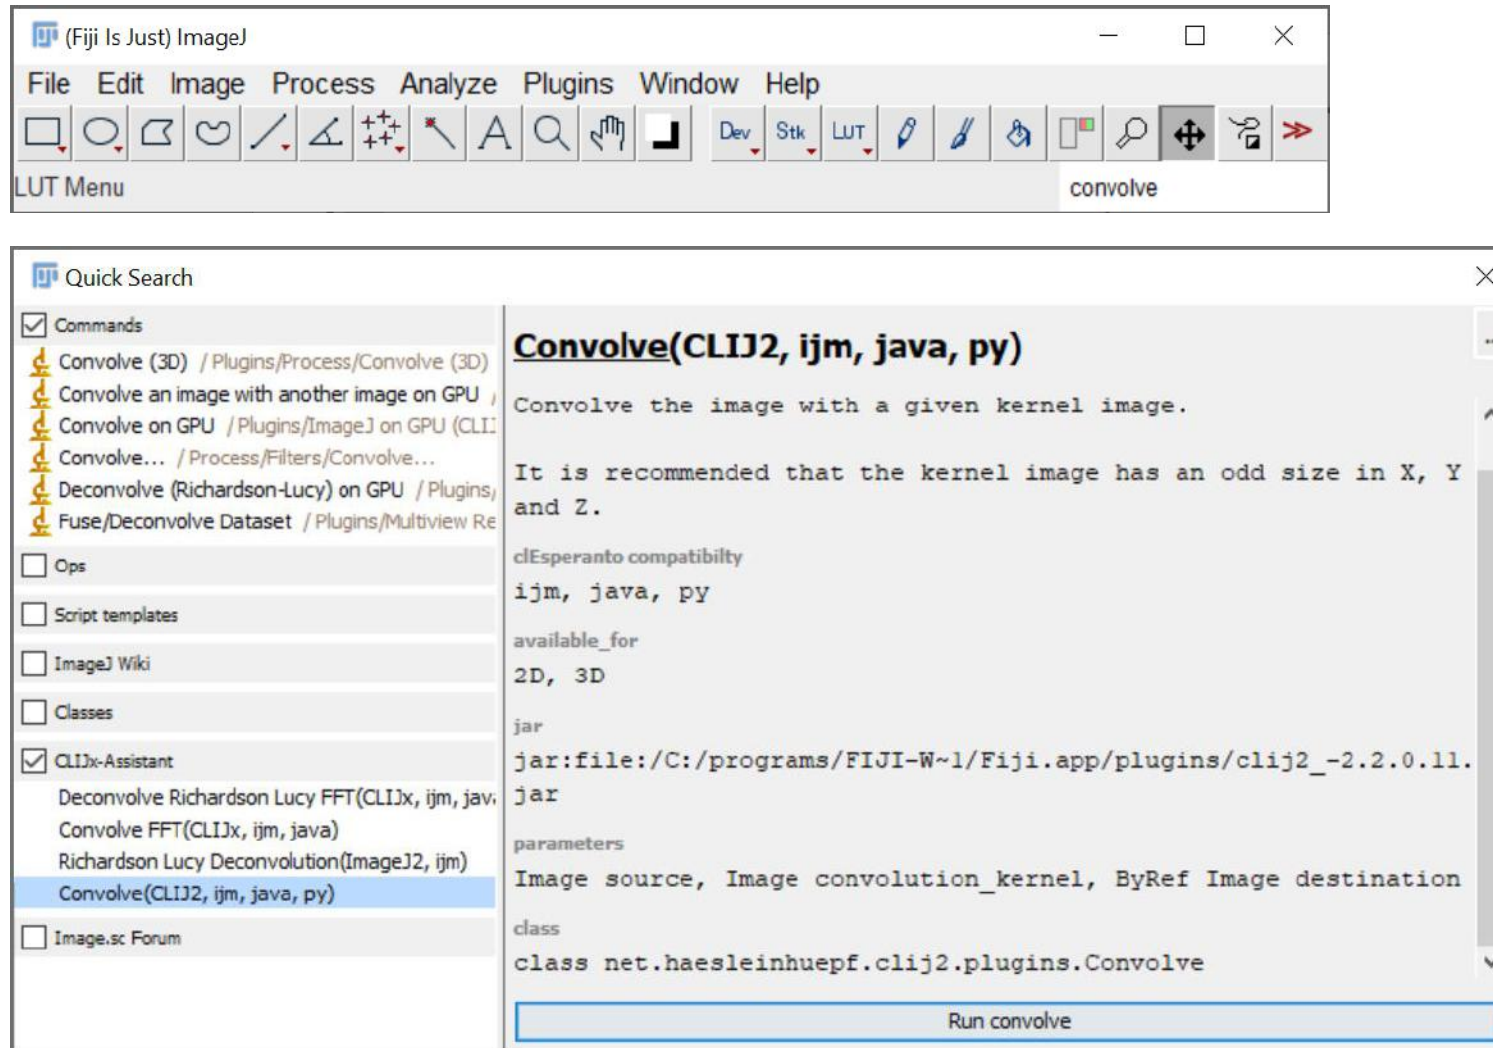 (Fiji Is Just) ImageJ
File Edit Image Process Analyze Plugins Window Help
Dev Stk LUT
LUT Menu
convolve
Quick Search
Commands
Convolve (3D) /Plugins/Process/Convolve (3D)
Convolve an image with another image on GPU /
Convolve on GPU /Plugins/ImageJ on GPU (CLIJ
Convolve... /Process/Filters/Convolve...
Deconvolve (Richardson-Lucy) on GPU /Plugins/
Fuse/Deconvolve Dataset /Plugins/Multiview Re
Ops
Script templates
ImageJ Wiki
Classes
CLIJx-Assistant
Deconvolve Richardson Lucy FFT(CLIJx, ijm, java
Convolve FFT(CLIJx, ijm, java)
Richardson Lucy Deconvolution(ImageJ2, ijm)
Convolve(CLIJ2, ijm, java, py)
Image.sc Forum
Convolve(CLIJ2, ijm, java, py)
Convolve the image with a given kernel image.
It is recommended that the kernel image has an odd size in X, Y
and Z.
clEsperanto compatibilty
ijm, java, py
available_for
2D, 3D
jar
jar:file:/C:/programs/FIJI-W~1/Fiji.app/plugins/clij2_-2.2.0.11.
jar
parameters
Image source, Image convolution_kernel, ByRef Image destination
class
class net.haesleinhuepf.clij2.plugins.Convolve
Run convolve